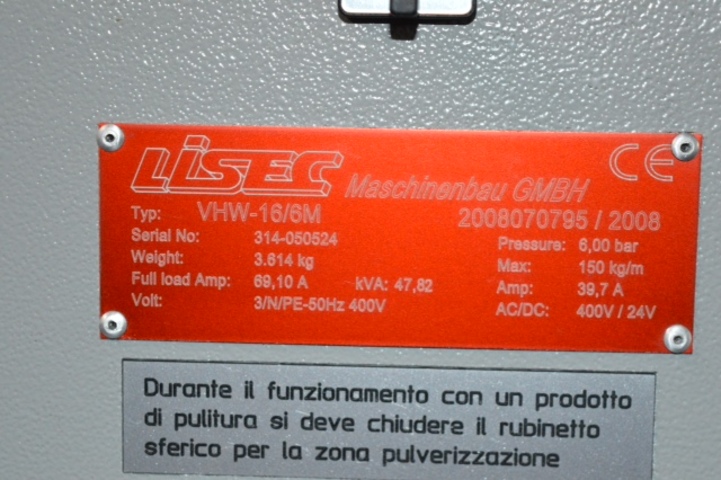 LiSEC Maschinenbau GMBH CE
Typ: VHW-16/6M 2008070795 / 2008
Serial No: 314-050524 Pressure: 6,00 bar
Weight: 3.614 kg Max: 150 kg/m
Full load Amp: 69,10 A kVA: 47,82 Amp: 39,7 A
Volt: 3/N/PE-50Hz 400V AC/DC: 400V / 24V
Durante il funzionamento con un prodotto
di pulitura si deve chiudere il rubinetto
sferico per la zona pulverizzazione